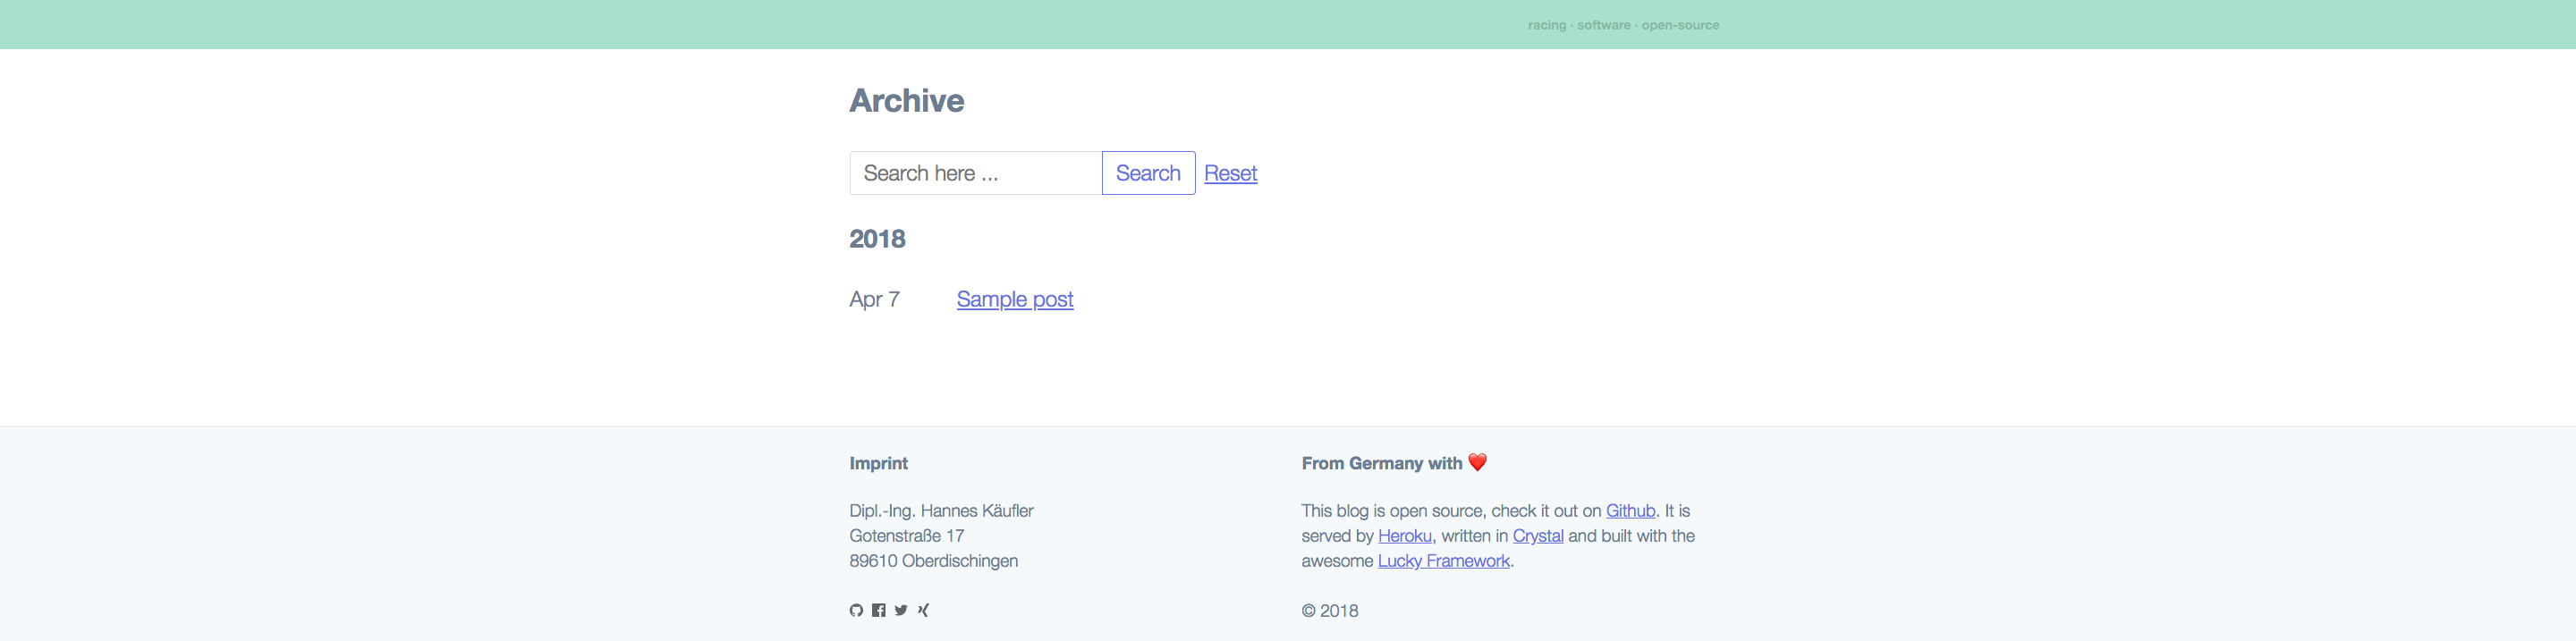 racing · software · open-source
Archive
Search here ... Search Reset
2018
Apr 7 Sample post
Imprint
Dipl.-Ing. Hannes Käufler
Gotenstraße 17
89610 Oberdischingen
From Germany with ❤️
This blog is open source, check it out on Github. It is
served by Heroku, written in Crystal and built with the
awesome Lucky Framework.
© 2018